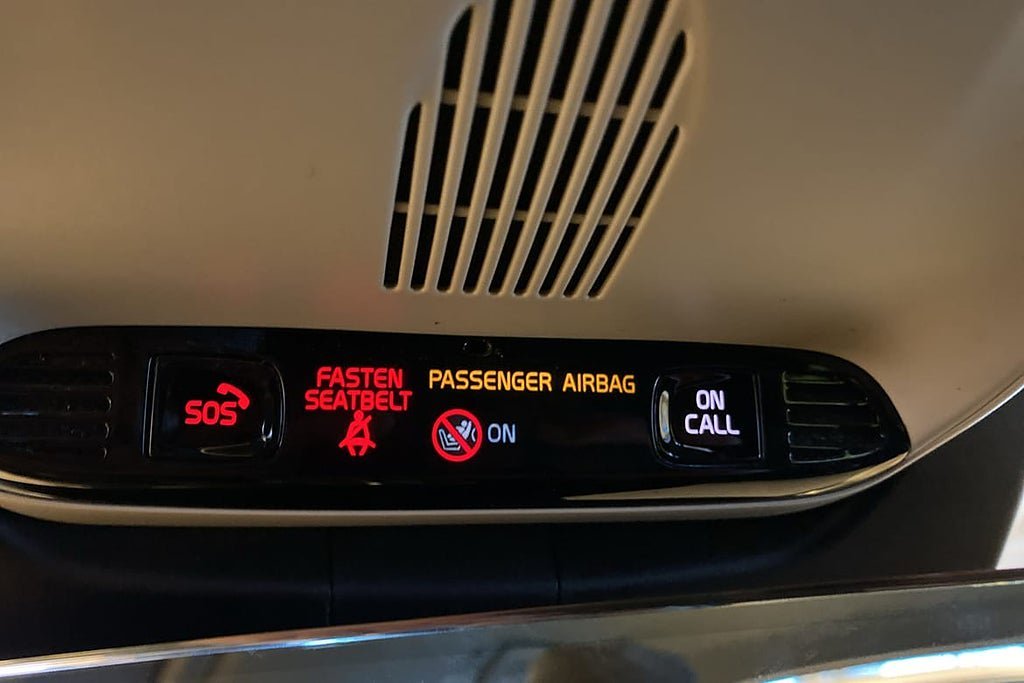 SOS
FASTEN
SEATBELT
PASSENGER AIRBAG
ON
ON
CALL